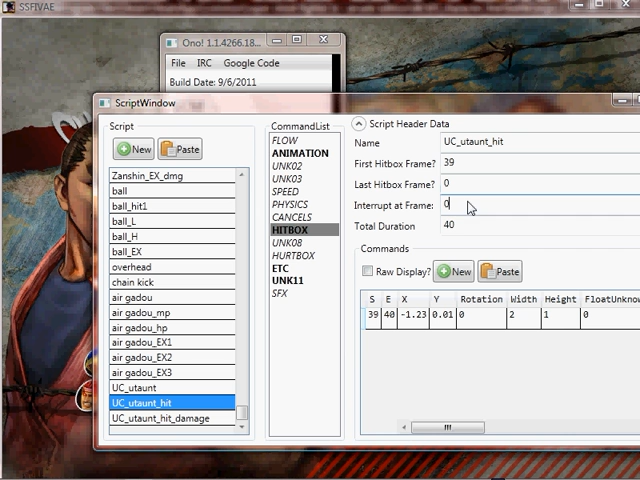 SSFIVAE
Ono! 1.1.4266.18...
File IRC Google Code
Build Date: 9/6/2011
ScriptWindow
Script
New Paste
Zanshin_EX_dmg
ball
ball_hit1
ball_L
ball_H
ball_EX
overhead
chain kick
air gadou
air gadou_mp
air gadou_hp
air gadou_EX1
air gadou_EX2
air gadou_EX3
UC_utaunt
UC_utaunt_hit
UC_utaunt_hit_damage
CommandList
FLOW
ANIMATION
UNK02
UNK03
SPEED
PHYSICS
CANCELS
HITBOX
UNK08
HURTBOX
ETC
UNK11
SFX
Script Header Data
Name UC_utaunt_hit
First Hitbox Frame? 39
Last Hitbox Frame? 0
Interrupt at Frame: 0
Total Duration 40
Commands
Raw Display? New Paste
S E X Y Rotation Width Height FloatUnknow
39 40 -1.23 0.01 0 2 1 0